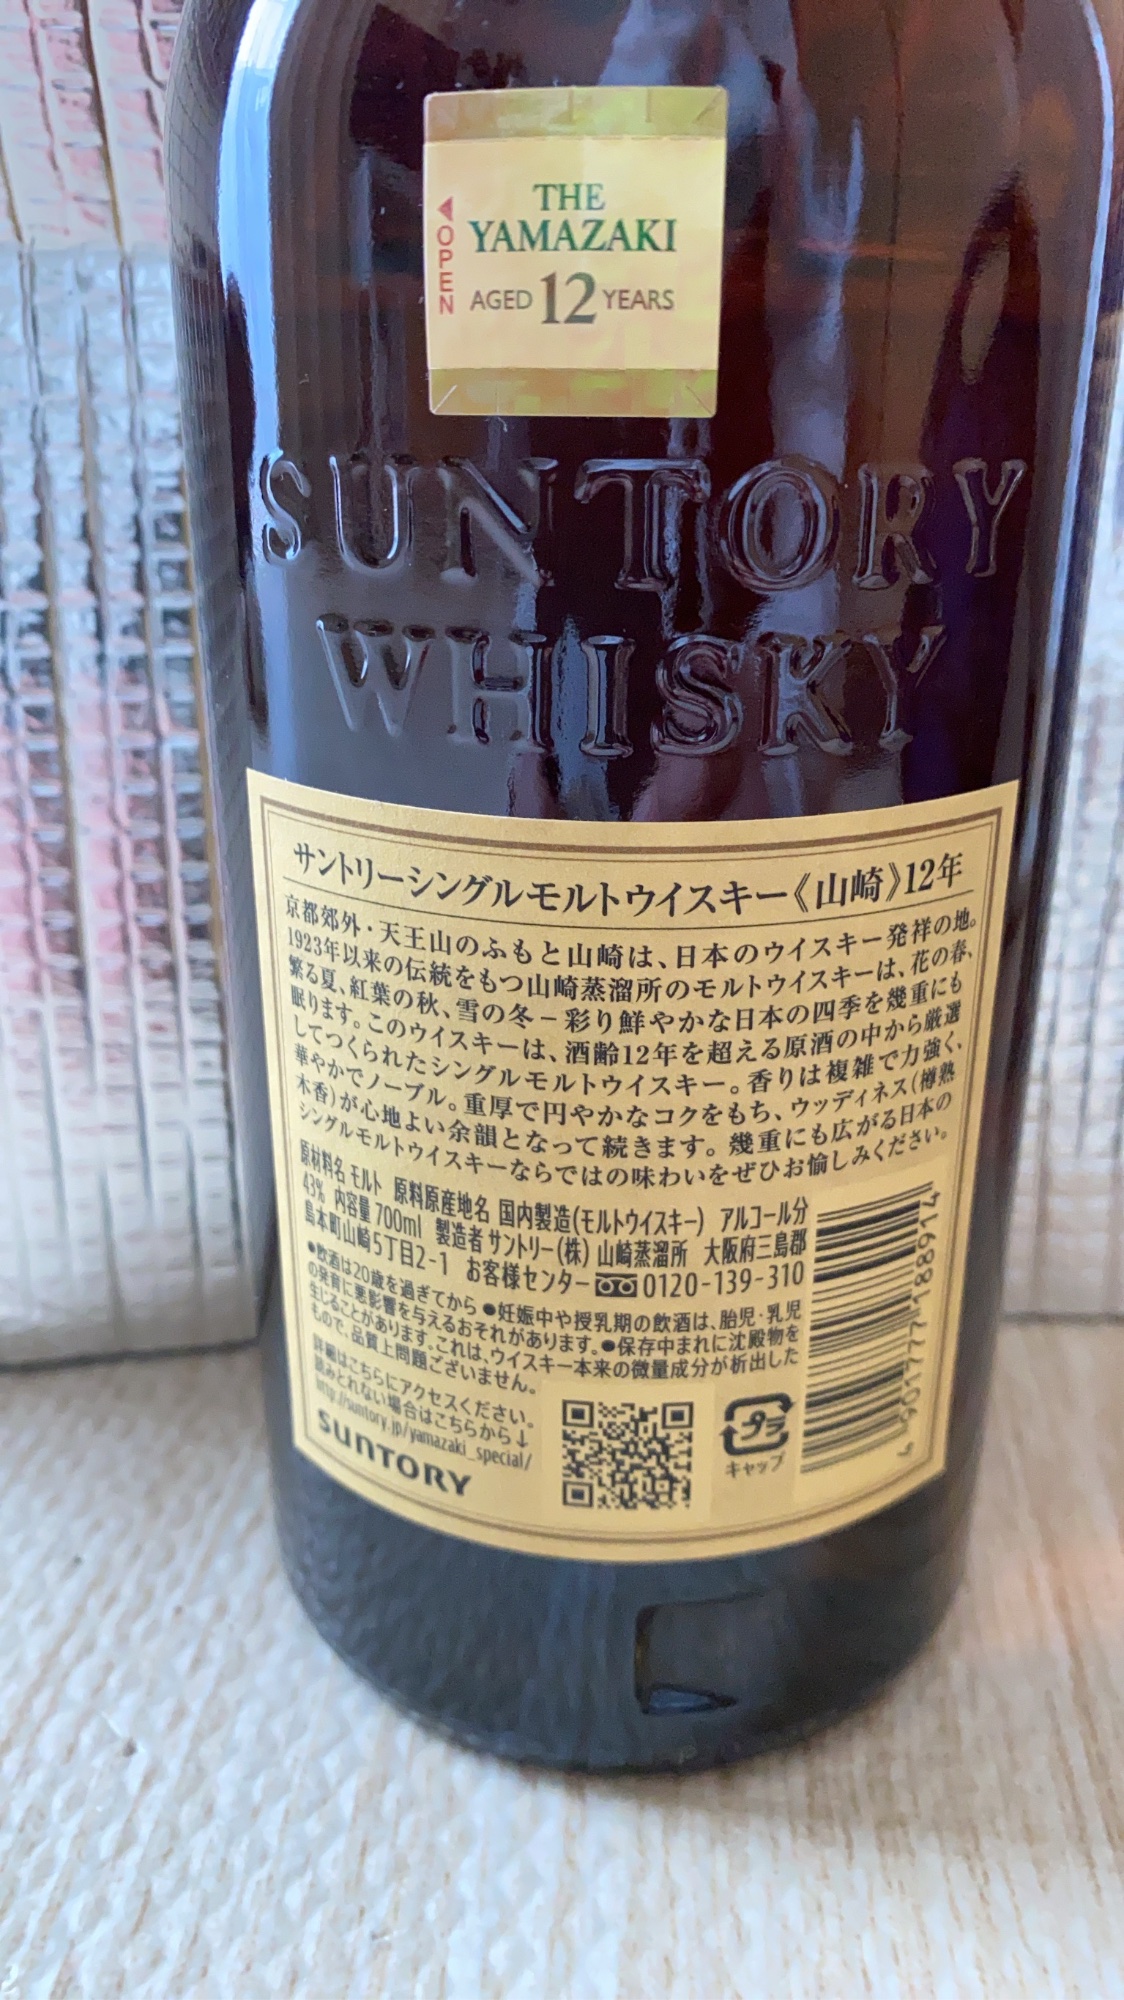 THE
YAMAZAKI
AGED 12 YEARS
OPEN
SUNTORY
WHISKY
サントリーシングルモルトウイスキー《山崎》12年
京都郊外・天王山のふもと山崎は、日本のウイスキー発祥の地。
1923年以来の伝統をもつ山崎蒸溜所のモルトウイスキーは、花の春、
繁る夏、紅葉の秋、雪の冬−彩り鮮やかな日本の四季を幾重にも
眠ります。このウイスキーは、酒齢12年を超える原酒の中から厳選
してつくられたシングルモルトウイスキー。香りは複雑で力強く、
華やかでノーブル。重厚で円やかなコクをもち、ウッディネス(樽熟
木香)が心地よい余韻となって続きます。幾重にも広がる日本の
シングルモルトウイスキーならではの味わいをぜひお愉しみください。
原材料名 モルト 原料原産地名 国内製造(モルトウイスキー) アルコール分
43% 内容量 700ml 製造者 サントリー(株) 山崎蒸溜所 大阪府三島郡
島本町山崎5丁目2-1 お客様センター 0120-139-310
●飲酒は20歳を過ぎてから ●妊娠中や授乳期の飲酒は、胎児・乳児
の発育に悪影響を与えるおそれがあります。●保存中まれに沈殿物を
生じることがあります。これは、ウイスキー本来の微量成分が析出した
もので、品質上問題ございません。
詳細はこちらにアクセスください。
読みとれない場合はこちらから↓
http://suntory.jp/yamazaki_special/
SUNTORY
プラ
キャップ
4901777188914